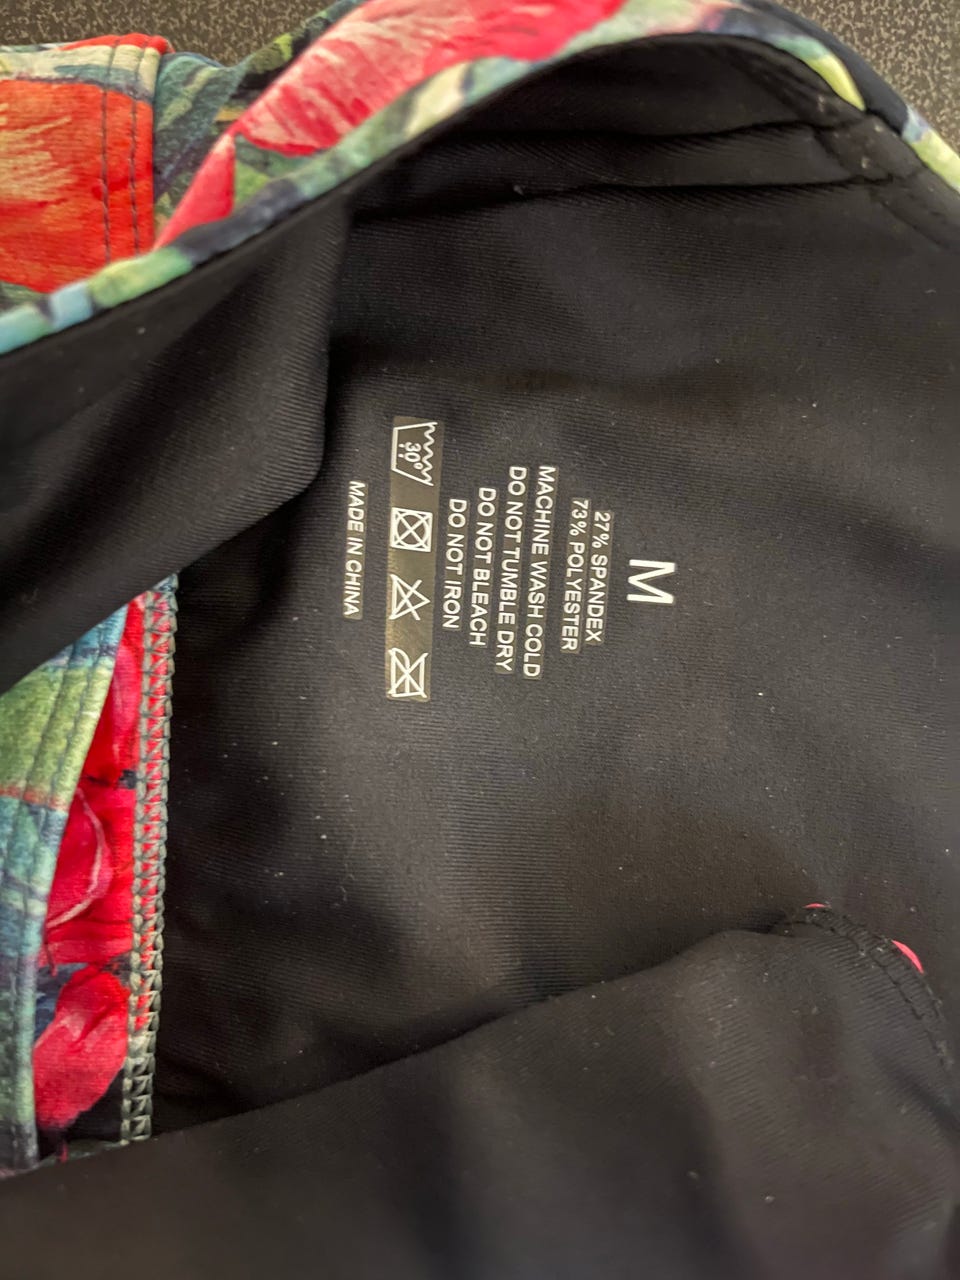 M
27% SPANDEX
73% POLYESTER
MACHINE WASH COLD
DO NOT TUMBLE DRY
DO NOT BLEACH
DO NOT IRON
30°
MADE IN CHINA